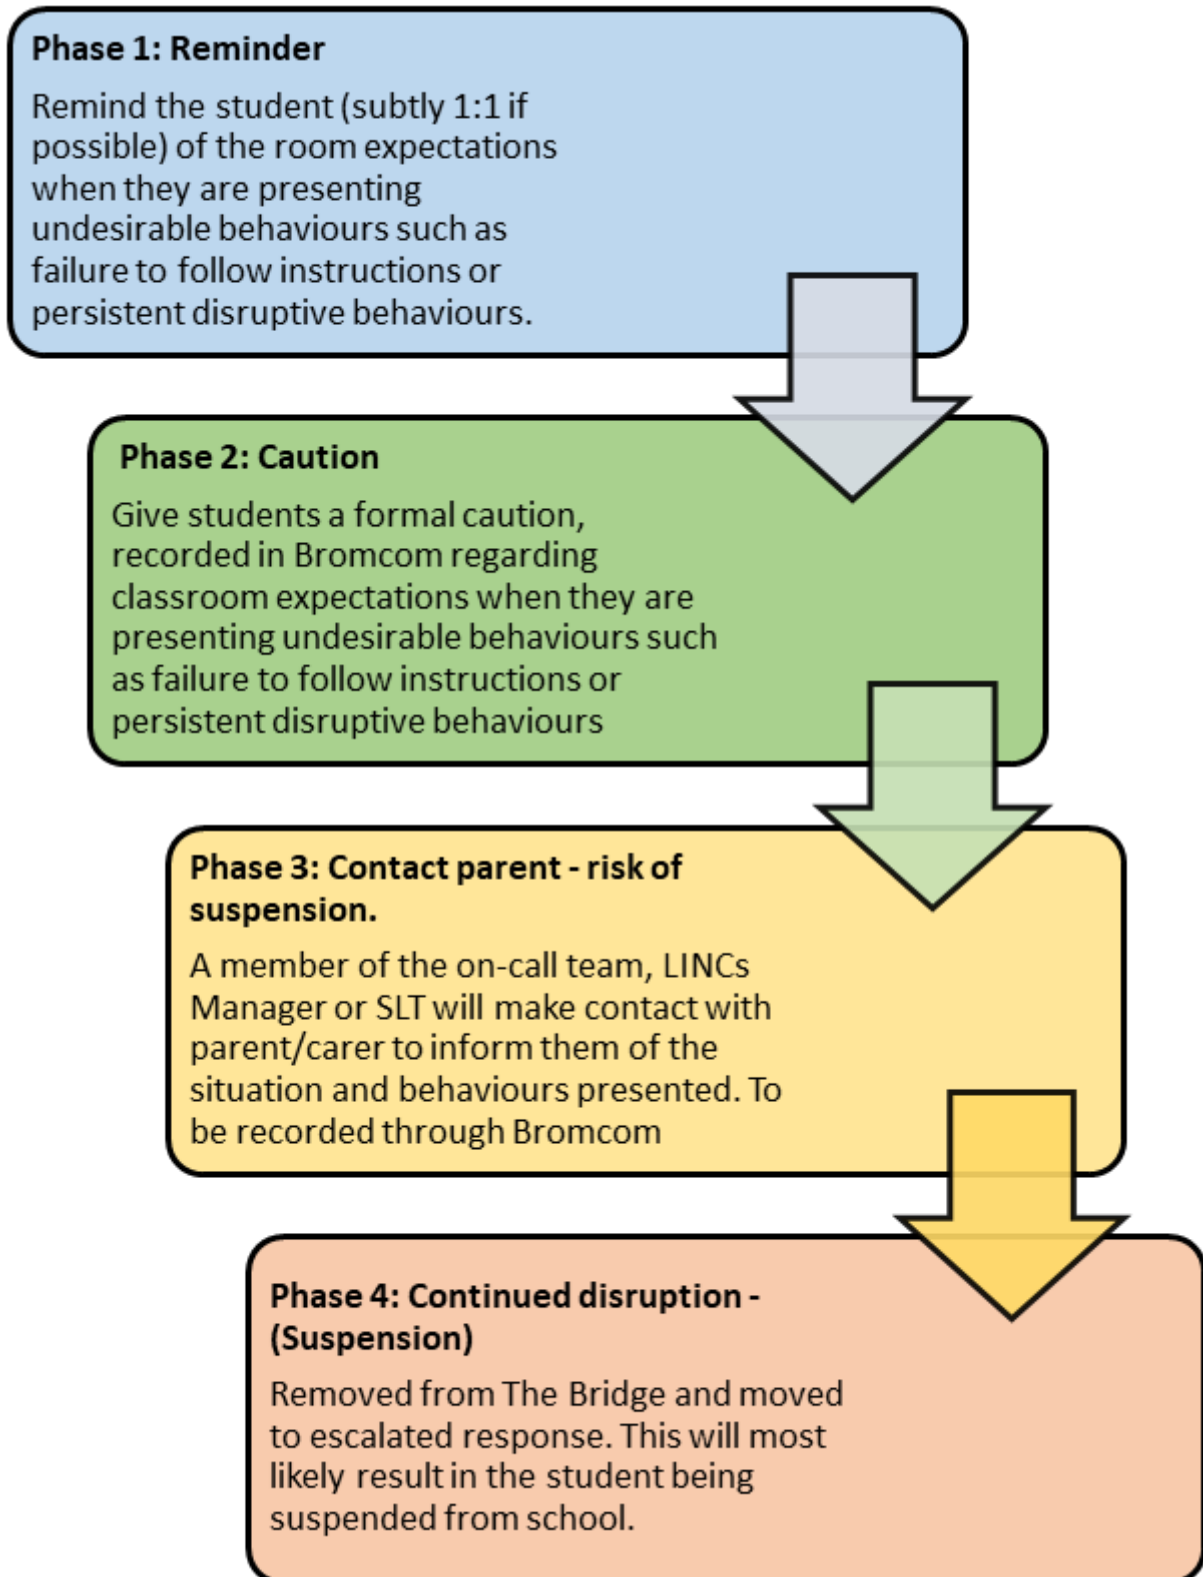 Phase 1: Reminder
Remind the student (subtly 1:1 if
possible) of the room expectations
when they are presenting
undesirable behaviours such as
failure to follow instructions or
persistent disruptive behaviours.
Phase 2: Caution
Give students a formal caution,
recorded in Bromcom regarding
classroom expectations when they are
presenting undesirable behaviours such
as failure to follow instructions or
persistent disruptive behaviours
Phase 3: Contact parent - risk of
suspension.
A member of the on-call team, LINCs
Manager or SLT will make contact with
parent/carer to inform them of the
situation and behaviours presented. To
be recorded through Bromcom
Phase 4: Continued disruption -
(Suspension)
Removed from The Bridge and moved
to escalated response. This will most
likely result in the student being
suspended from school.